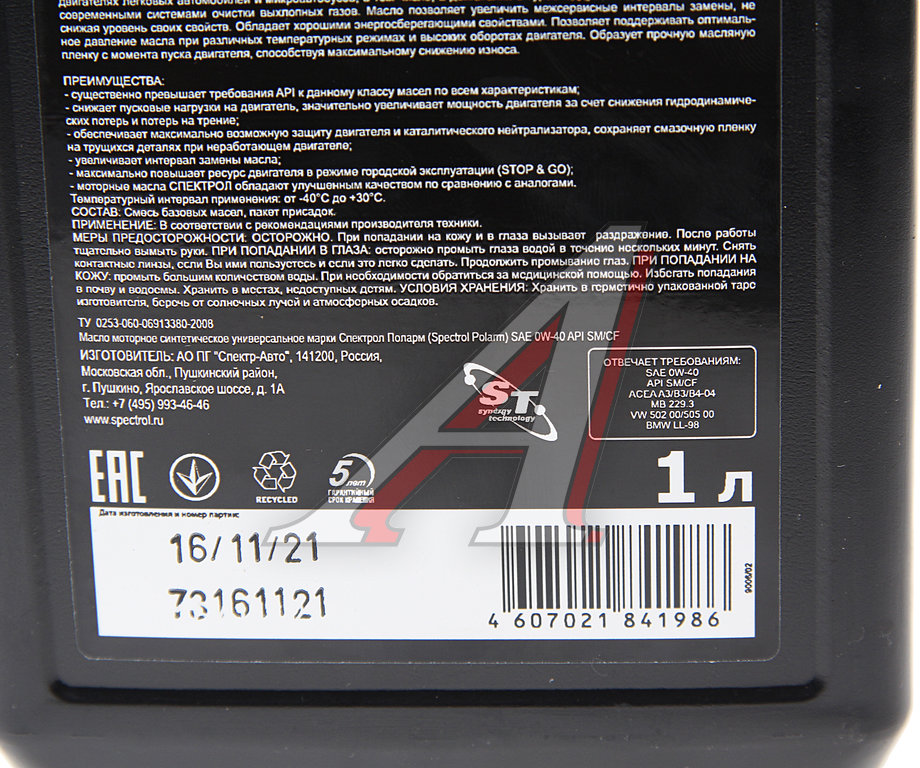 двигателях легковых автомобилей и микроавтобусов,
современными системами очистки выхлопных газов. Масло позволяет увеличить межсервисные интервалы замены, не
снижая уровень своих свойств. Обладает хорошими энергосберегающими свойствами. Позволяет поддерживать оптималь-
ное давление масла при различных температурных режимах и высоких оборотах двигателя. Образует прочную масляную
пленку с момента пуска двигателя, способствуя максимальному снижению износа.
ПРЕИМУЩЕСТВА:
- существенно превышает требования API к данному классу масел по всем характеристикам;
- снижает пусковые нагрузки на двигатель, значительно увеличивает мощность двигателя за счет снижения гидродинамиче-
ских потерь и потерь на трение;
- обеспечивает максимально возможную защиту двигателя и каталитического нейтрализатора, сохраняет смазочную пленку
на трущихся деталях при неработающем двигателе;
- увеличивает интервал замены масла;
- максимально повышает ресурс двигателя в режиме городской эксплуатации (STOP & GO);
- моторные масла СПЕКТРОЛ обладают улучшенным качеством по сравнению с аналогами.
Температурный интервал применения: от -40°С до +30°С.
СОСТАВ: Смесь базовых масел, пакет присадок.
ПРИМЕНЕНИЕ: В соответствии с рекомендациями производителя техники.
МЕРЫ ПРЕДОСТОРОЖНОСТИ: ОСТОРОЖНО. При попадании на кожу и в глаза вызывает раздражение. После работы
тщательно вымыть руки. ПРИ ПОПАДАНИИ В ГЛАЗА: осторожно промыть глаза водой в течение нескольких минут. Снять
контактные линзы, если Вы ими пользуетесь и если это легко сделать. Продолжить промывание глаз. ПРИ ПОПАДАНИИ НА
КОЖУ: промыть большим количеством воды. При необходимости обратиться за медицинской помощью. Избегать попадания
в почву и водоемы. Хранить в местах, недоступных детям. УСЛОВИЯ ХРАНЕНИЯ: Хранить в герметично упакованной таре
изготовителя, беречь от солнечных лучей и атмосферных осадков.
ТУ 0253-060-06913380-2008
Масло моторное синтетическое универсальное марки Спектрол Поларм (Spectrol Polarm) SAE 0W-40 API SM/CF
ИЗГОТОВИТЕЛЬ: АО ПГ "Спектр-Авто", 141200, Россия,
Московская обл., Пушкинский район,
г. Пушкино, Ярославское шоссе, д. 1А
Тел.: +7 (495) 993-46-46
www.spectrol.ru
ST
synergy
technology
ОТВЕЧАЕТ ТРЕБОВАНИЯМ:
SAE 0W-40
API SM/CF
ACEA A3/B3/B4-04
MB 229.3
VW 502 00/505 00
BMW LL-98
EAC
RECYCLED
5 лет
ГАРАНТИЙНЫЙ
СРОК ХРАНЕНИЯ
1 л
Дата изготовления и номер партии:
16/11/21
73161121
4 607021 841986
9006/02